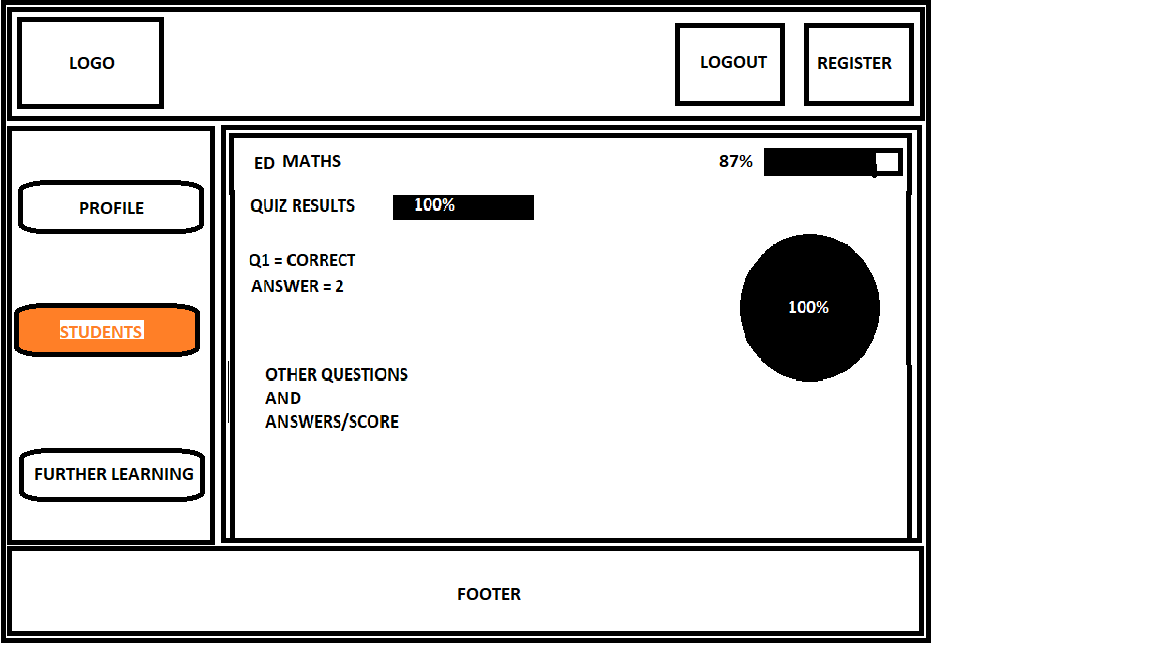 LOGO
LOGOUT
REGISTER
PROFILE
STUDENTS
FURTHER LEARNING
ED MATHS
87%
QUIZ RESULTS
100%
Q1 = CORRECT
ANSWER = 2
100%
OTHER QUESTIONS
AND
ANSWERS/SCORE
FOOTER